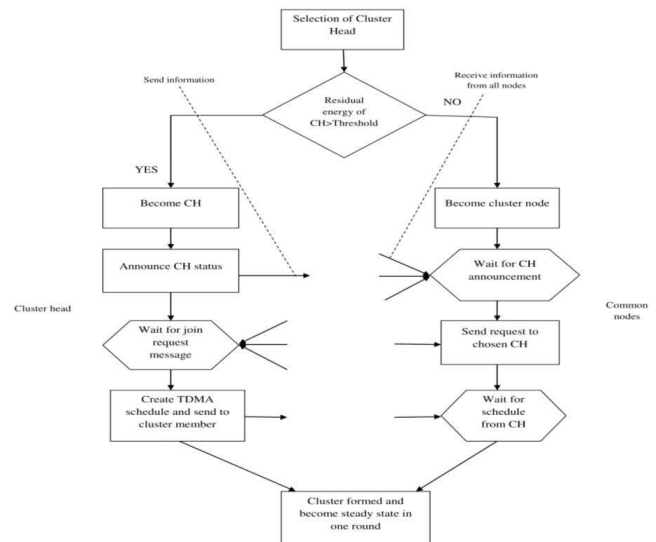 Selection of Cluster
Head
Send information
Receive information
from all nodes
Residual
energy of
CH>Threshold
NO
YES
Become CH
Become cluster node
Announce CH status
Wait for CH
announcement
Cluster head
Common
nodes
Wait for join
request
message
Send request to
chosen CH
Create TDMA
schedule and send to
cluster member
Wait for
schedule
from CH
Cluster formed and
become steady state in
one round